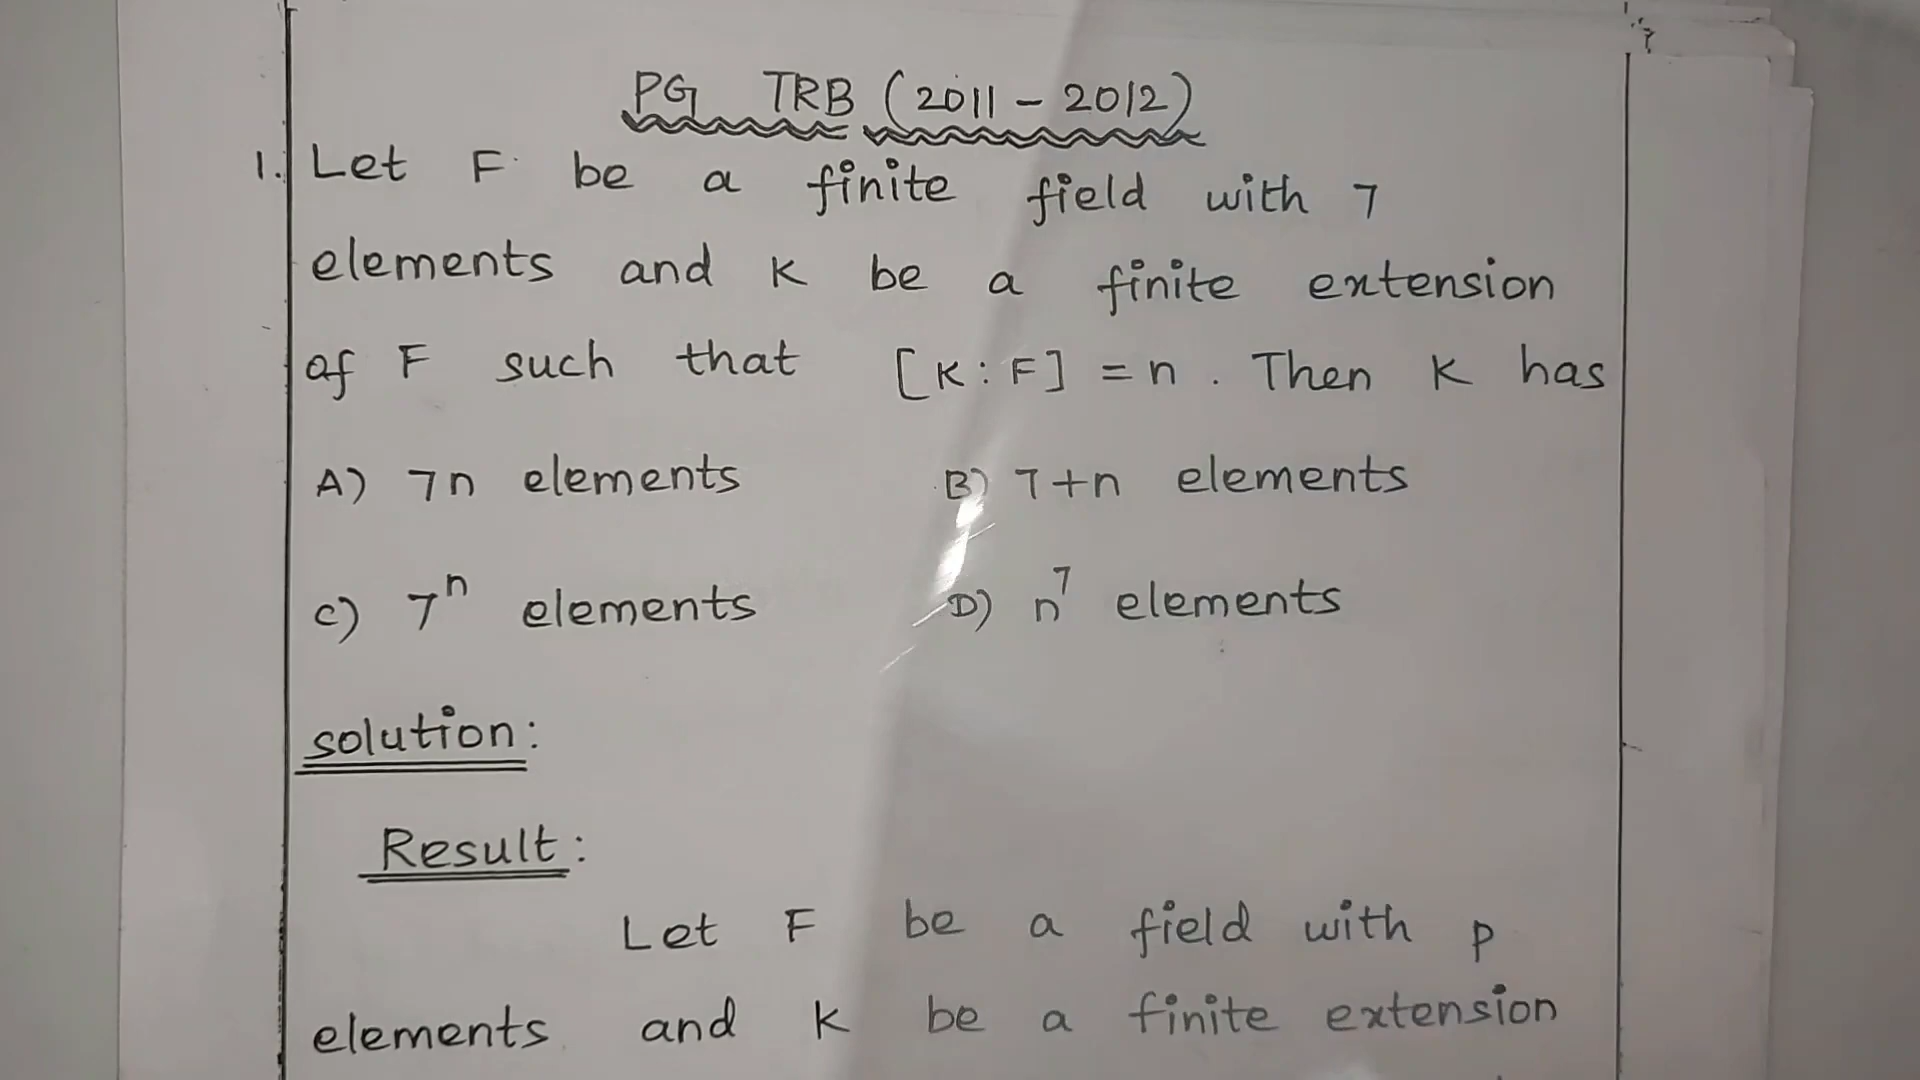 PG TRB (2011 - 2012)
1. Let F be a finite field with 7
elements and K be a finite extension
of F such that [K:F] = n. Then K has
A) 7n elements B) 7+n elements
C) 7ⁿ elements D) n⁷ elements
solution:
Result:
Let F be a field with p
elements and K be a finite extension